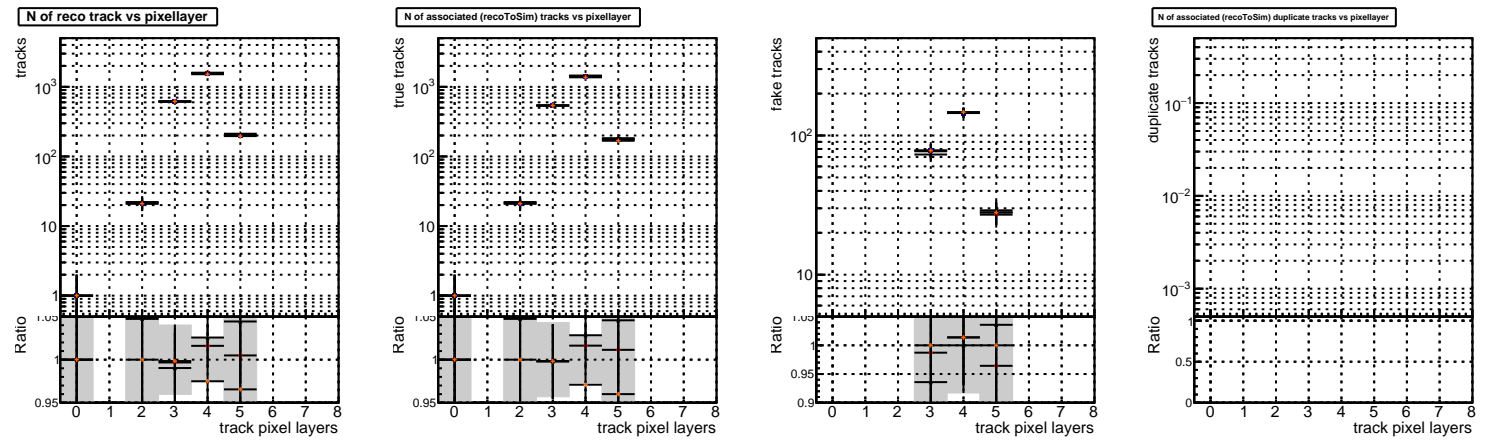 N of reco track vs pixellayer
tracks
10³
10²
10
1
Ratio
1.05
1
0.95
0 1 2 3 4 5 6 7 8
track pixel layers
N of associated (recoToSim) tracks vs pixellayer
true tracks
10³
10²
10
1
Ratio
1.05
1
0.95
0 1 2 3 4 5 6 7 8
track pixel layers
fake tracks
10²
10
Ratio
1.05
1
0.95
0.9
0 1 2 3 4 5 6 7 8
track pixel layers
N of associated (recoToSim) duplicate tracks vs pixellayer
duplicate tracks
10⁻¹
10⁻²
10⁻³
Ratio
1
0.5
0
0 1 2 3 4 5 6 7 8
track pixel layers